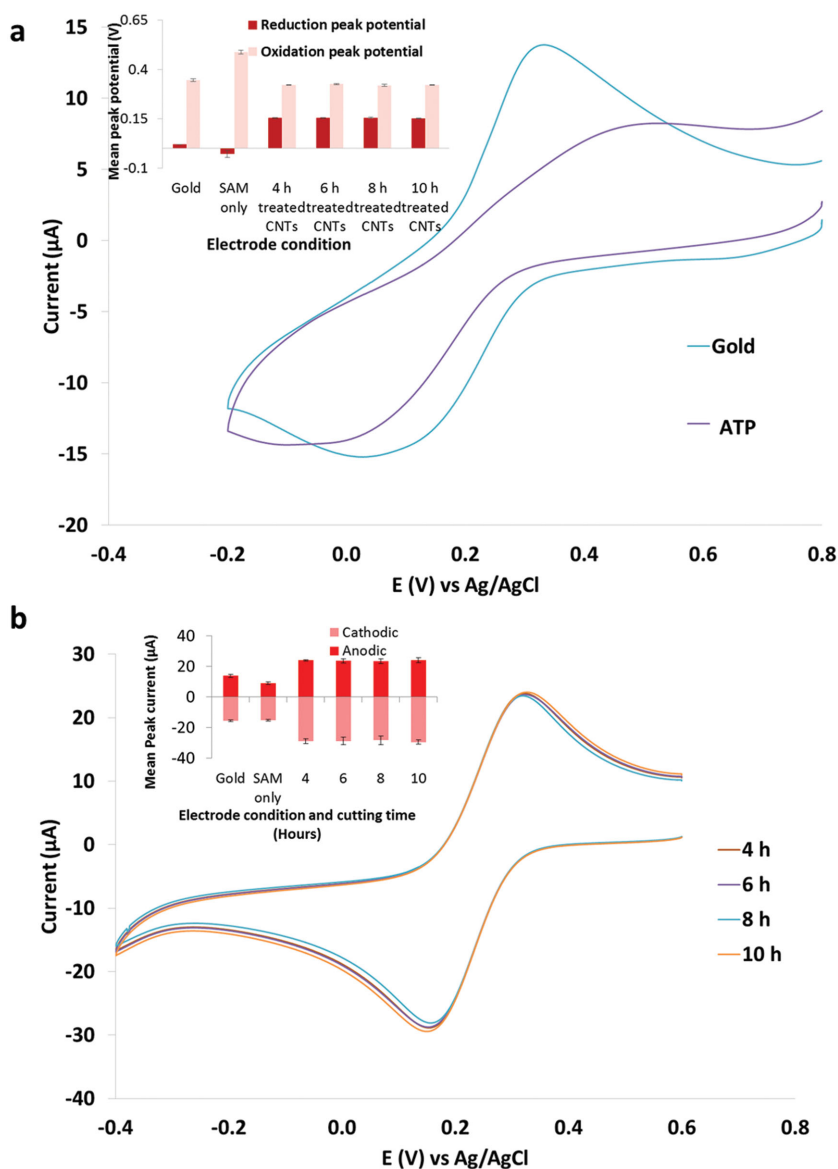 a
Mean peak potential (V)
0.65
0.4
0.15
-0.1
Reduction peak potential
Oxidation peak potential
Gold
SAM only
4 h treated CNTs
6 h treated CNTs
8 h treated CNTs
10 h treated CNTs
Electrode condition
Current (µA)
15
10
5
0
-5
-10
-15
-20
Gold
ATP
-0.4
-0.2
0.0
0.2
0.4
0.6
0.8
E (V) vs Ag/AgCl
b
Mean Peak current (µA)
40
20
0
-20
-40
Cathodic
Anodic
Gold
SAM only
4
6
8
10
Electrode condition and cutting time
(Hours)
Current (µA)
30
20
10
0
-10
-20
-30
-40
4 h
6 h
8 h
10 h
-0.4
-0.2
0.0
0.2
0.4
0.6
0.8
E (V) vs Ag/AgCl